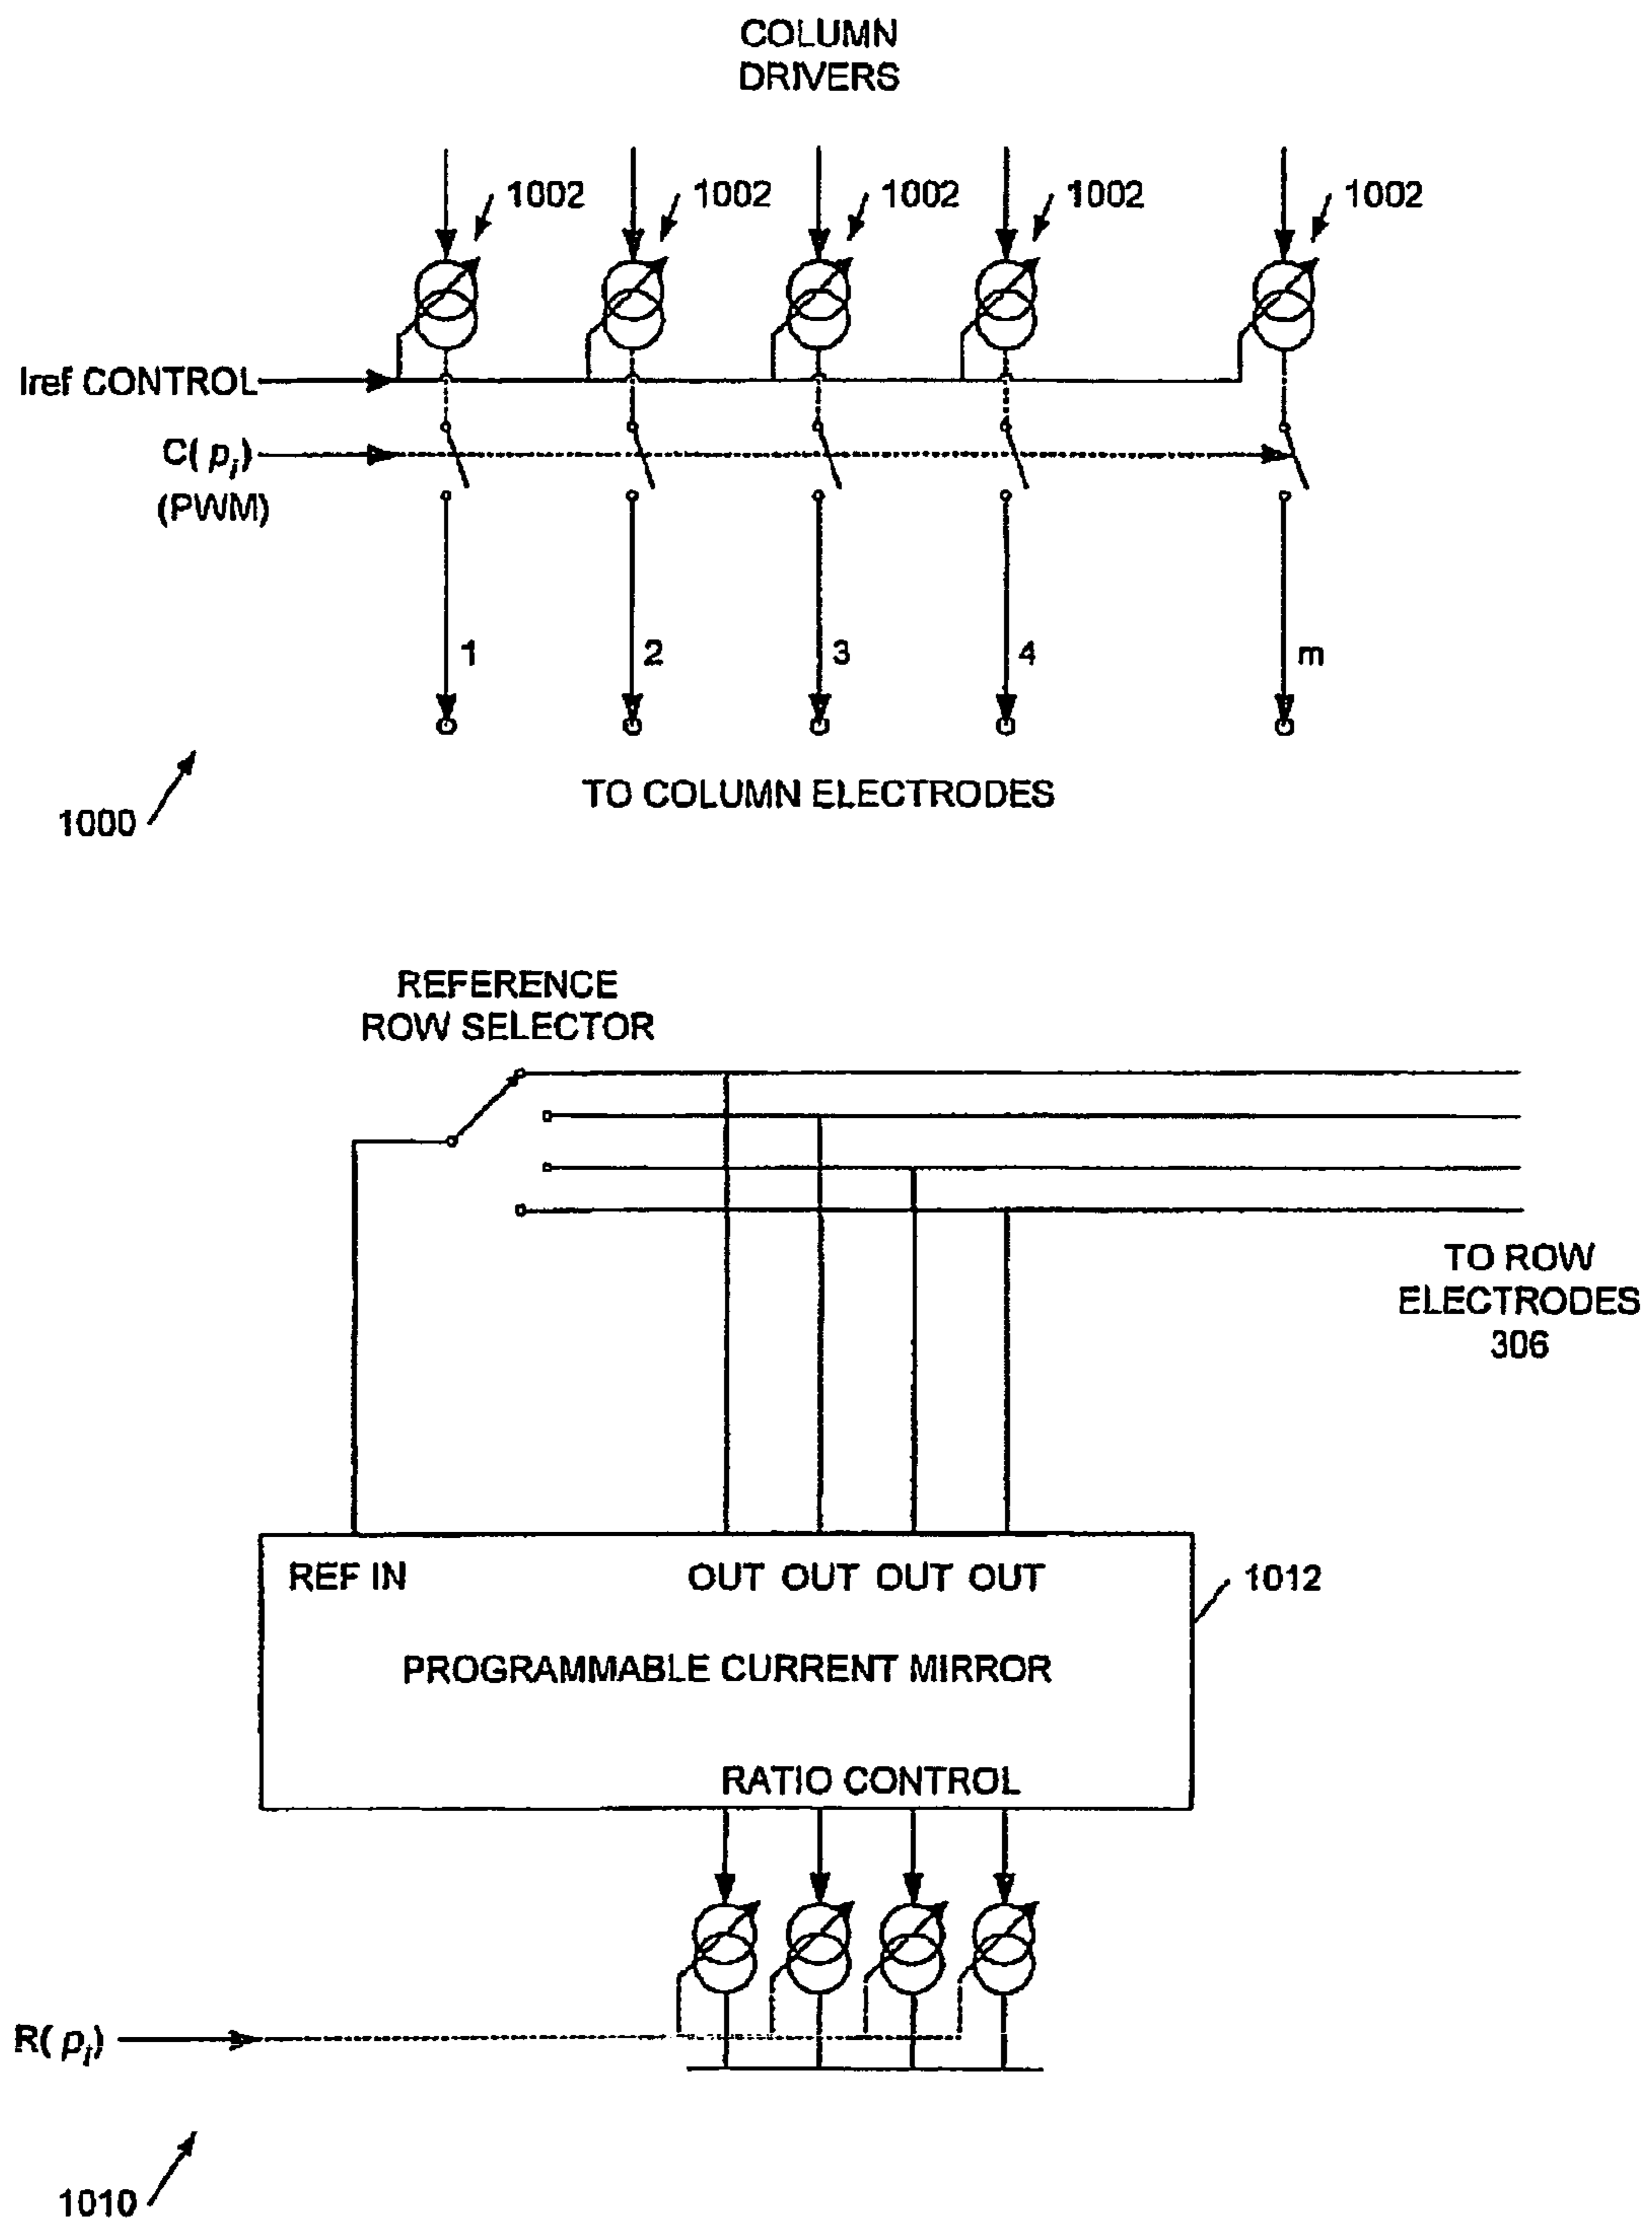 COLUMN
DRIVERS
1002 1002 1002 1002 1002
Iref CONTROL
C(pi)
(PWM)
1 2 3 4 m
TO COLUMN ELECTRODES
1000
REFERENCE
ROW SELECTOR
TO ROW
ELECTRODES
306
REF IN OUT OUT OUT OUT
1012
PROGRAMMABLE CURRENT MIRROR
RATIO CONTROL
R(pi)
1010